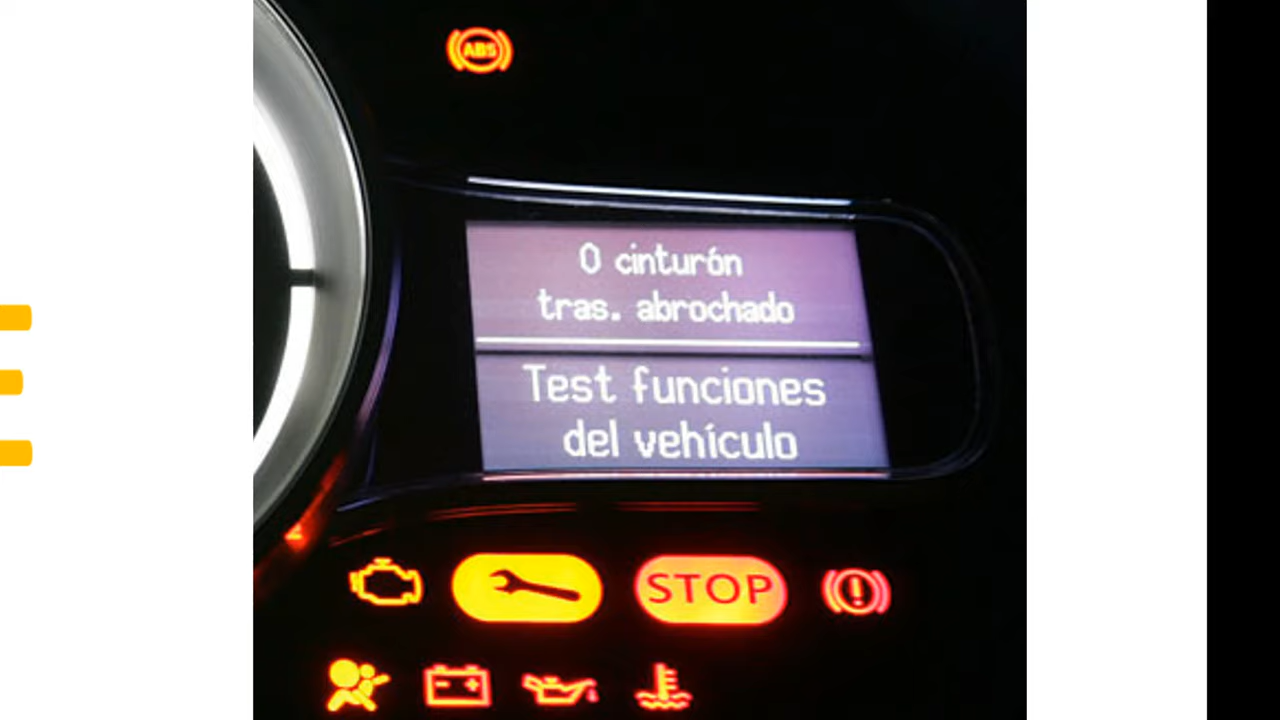 ABS
0 cinturón
tras. abrochado
Test funciones
del vehículo
STOP